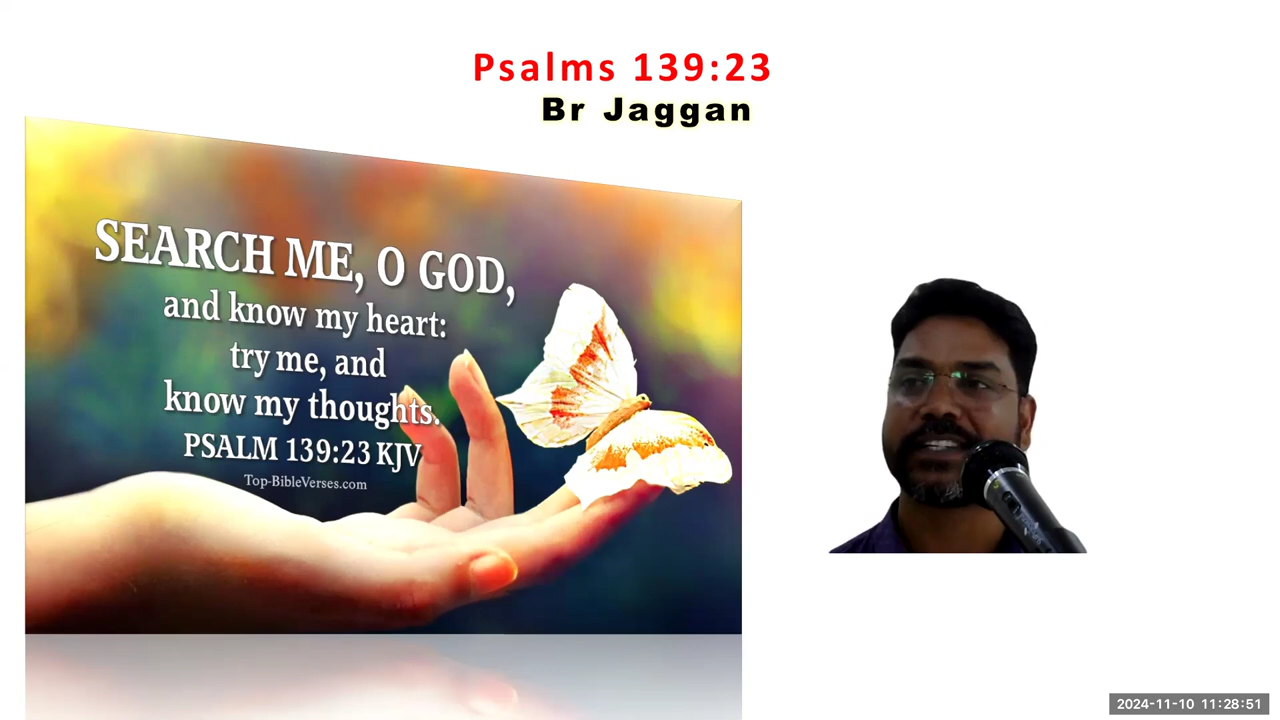 Psalms 139:23
Br Jaggan
SEARCH ME, O GOD,
and know my heart:
try me, and
know my thoughts.
PSALM 139:23 KJV
Top-BibleVerses.com
2024-11-10 11:28:51